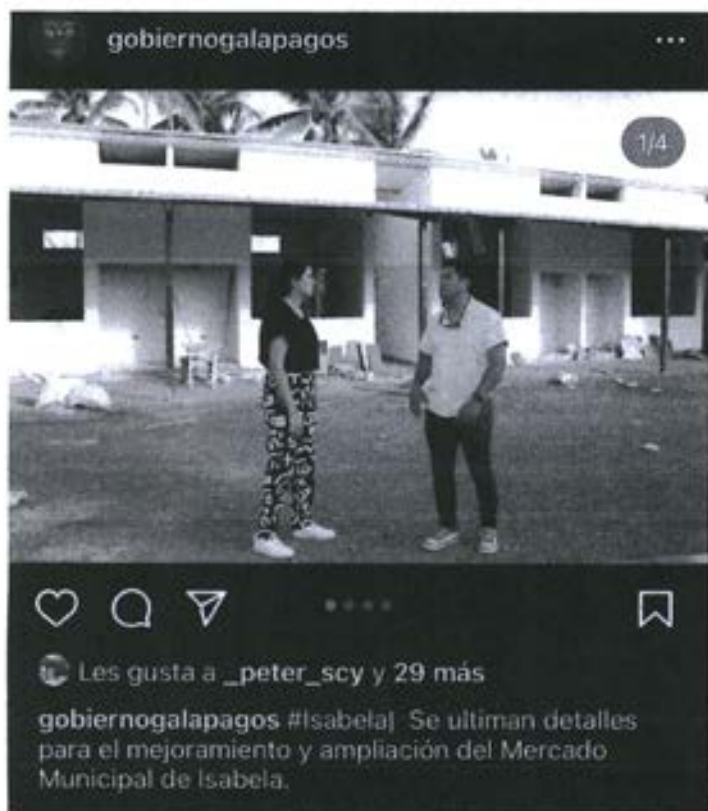 gobiernogalapagos
1/4
Les gusta a _peter_scy y 29 más
gobiernogalapagos #Isabela| Se ultiman detalles
para el mejoramiento y ampliación del Mercado
Municipal de Isabela.